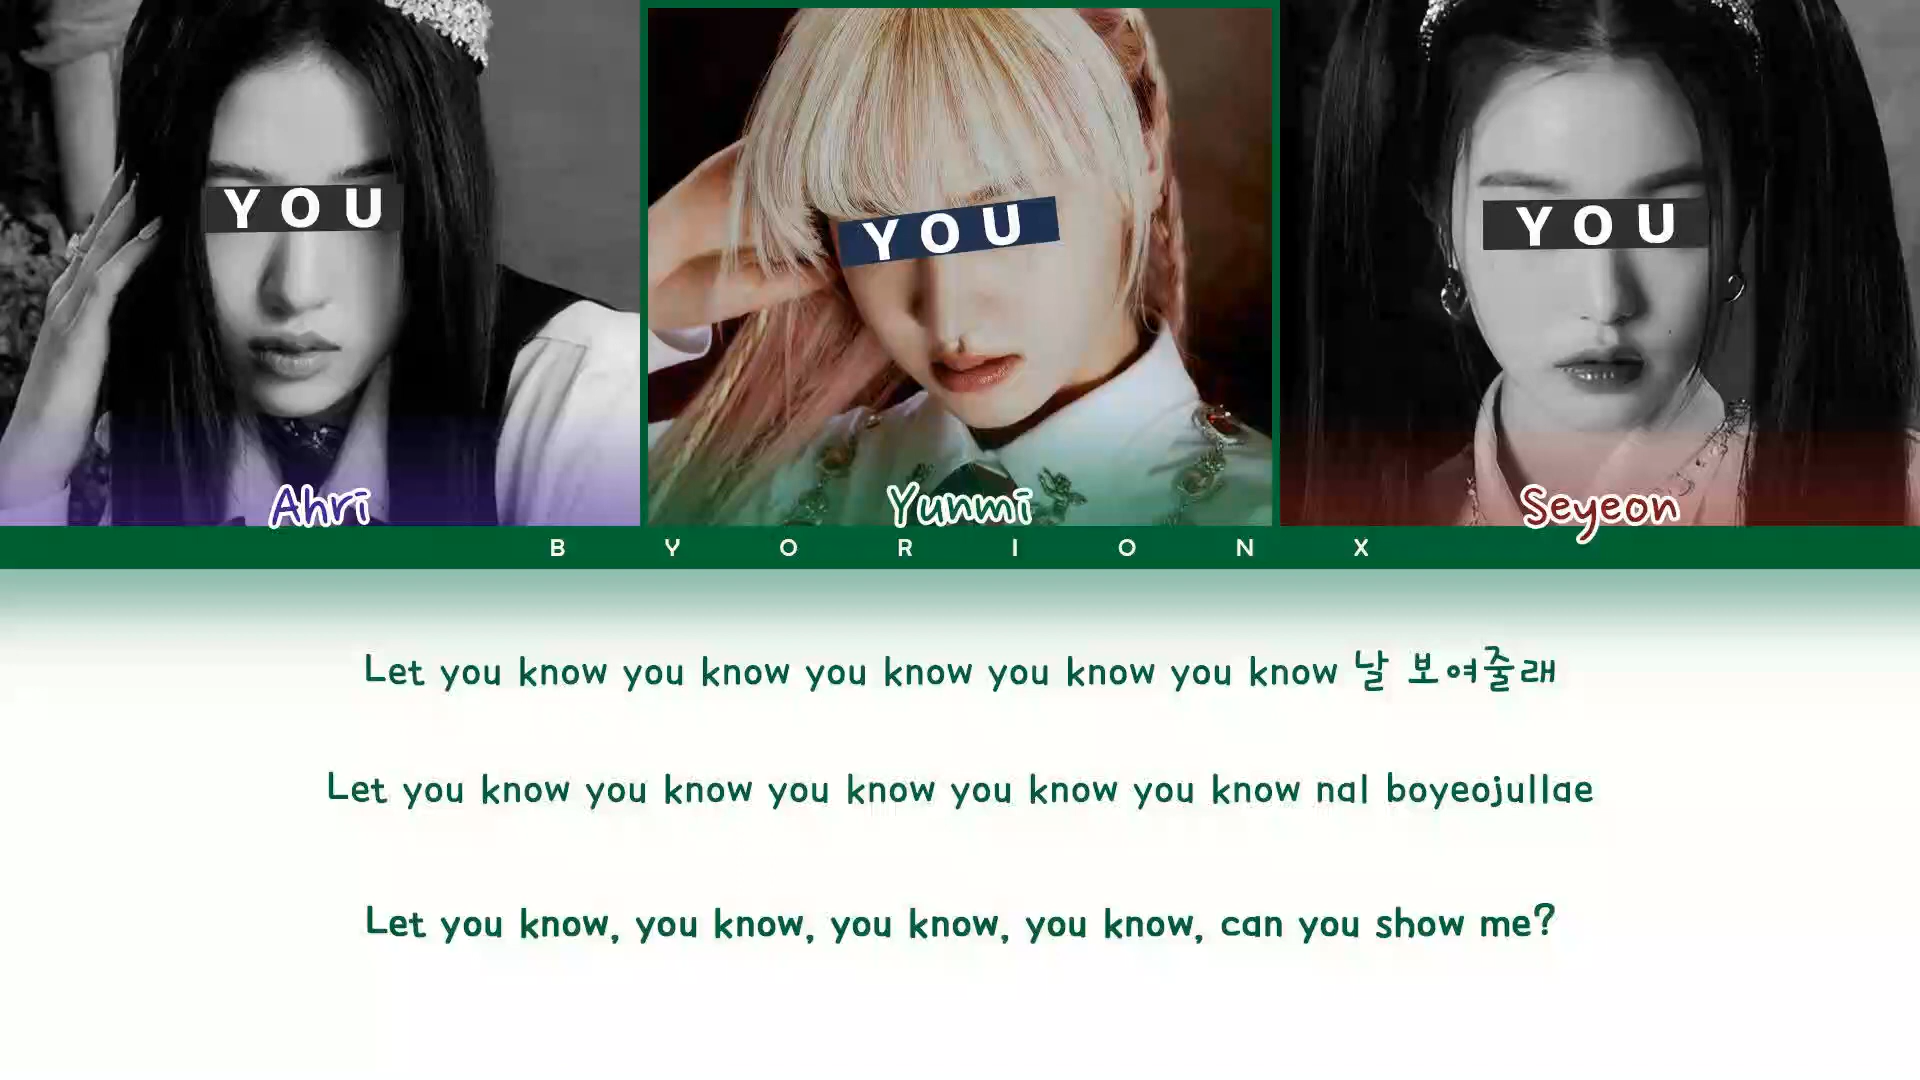 YOU
YOU
YOU
Ahri
Yunmi
Seyeon
BYORIONX
Let you know you know you know you know you know 날 보여줄래
Let you know you know you know you know you know nal boyeojullae
Let you know, you know, you know, you know, can you show me?